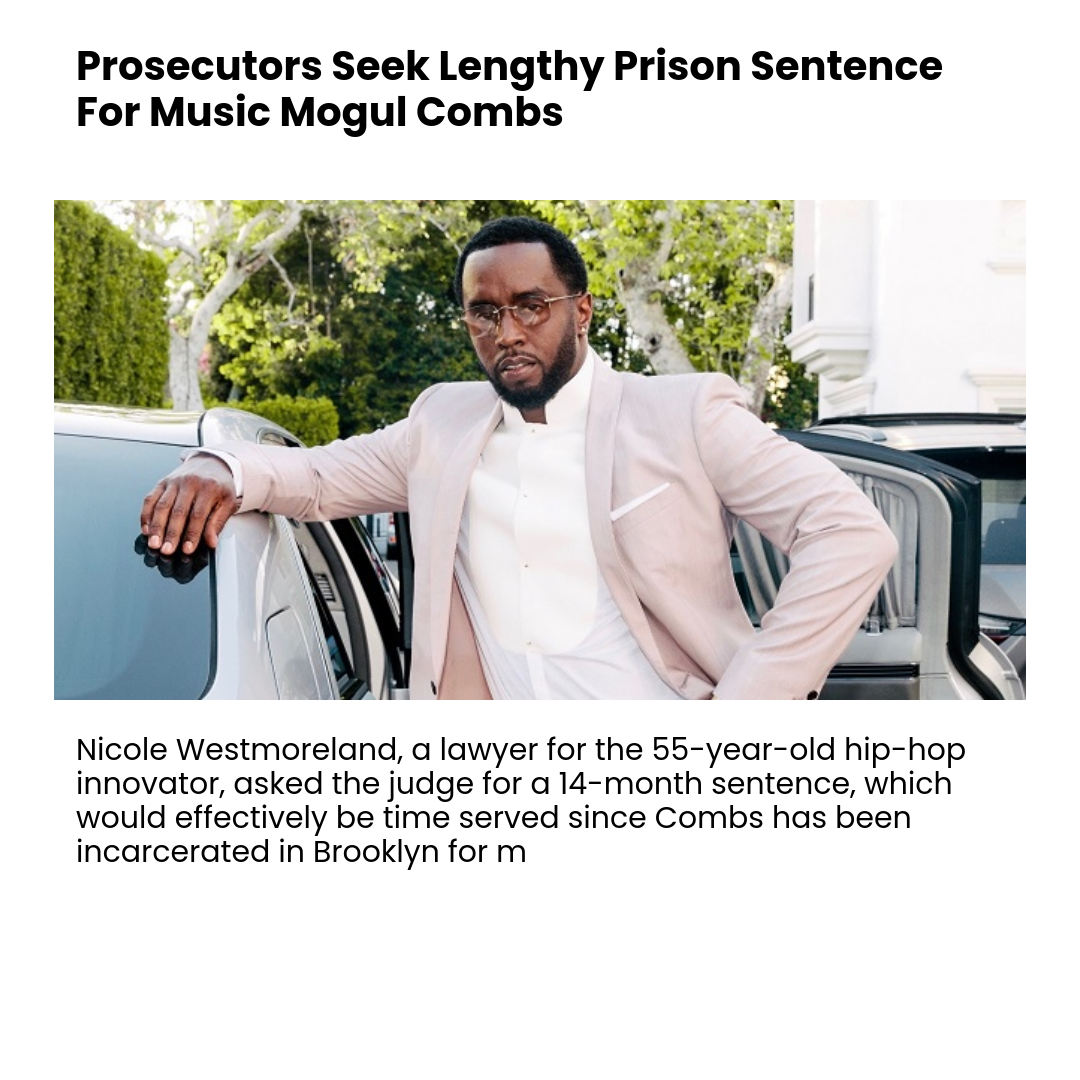 Prosecutors Seek Lengthy Prison Sentence
For Music Mogul Combs
Nicole Westmoreland, a lawyer for the 55-year-old hip-hop
innovator, asked the judge for a 14-month sentence, which
would effectively be time served since Combs has been
incarcerated in Brooklyn for m